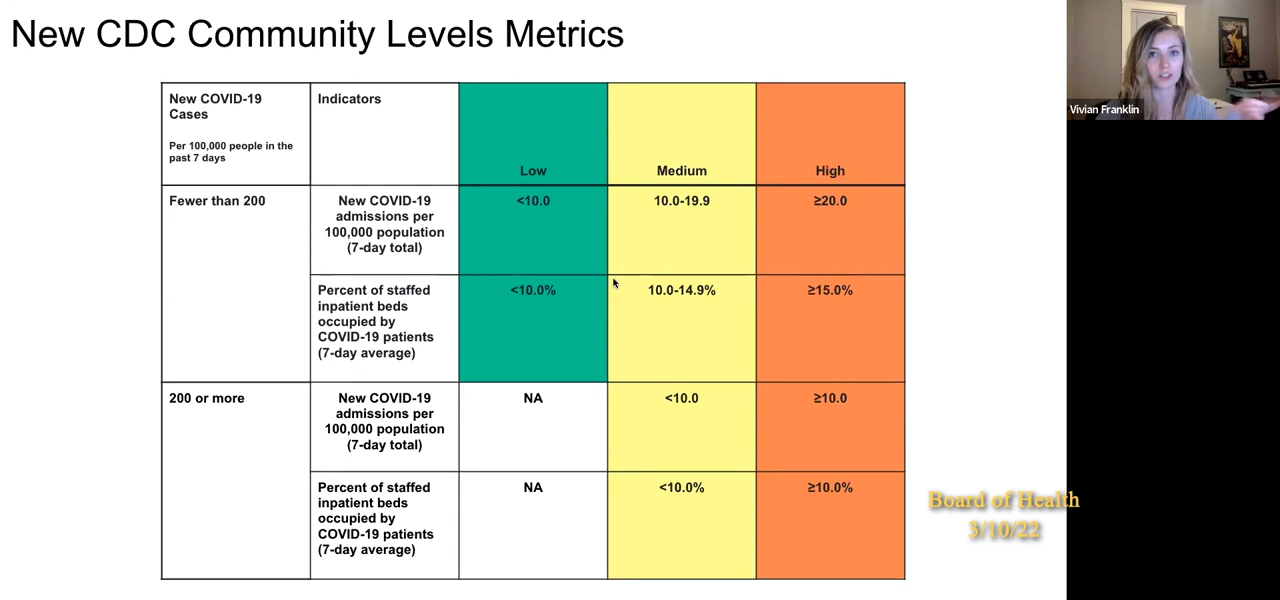 New CDC Community Levels Metrics
New COVID-19
Cases
Per 100,000 people in the
past 7 days
Indicators
Low
Medium
High
Fewer than 200
New COVID-19
admissions per
100,000 population
(7-day total)
<10.0
10.0-19.9
≥20.0
Percent of staffed
inpatient beds
occupied by
COVID-19 patients
(7-day average)
<10.0%
10.0-14.9%
≥15.0%
200 or more
New COVID-19
admissions per
100,000 population
(7-day total)
NA
<10.0
≥10.0
Percent of staffed
inpatient beds
occupied by
COVID-19 patients
(7-day average)
NA
<10.0%
≥10.0%
Vivian Franklin
Board of Health
3/10/22